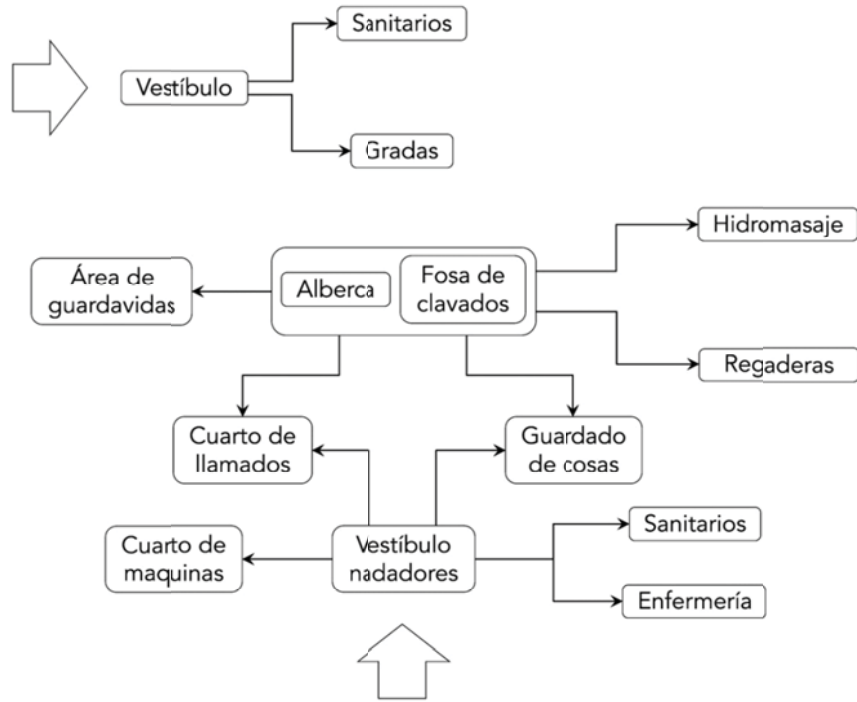 Sanitarios
Vestíbulo
Gradas
Hidromasaje
Área de
guardavidas
Alberca
Fosa de
clavados
Regaderas
Cuarto de
llamados
Guardado
de cosas
Sanitarios
Cuarto de
maquinas
Vestíbulo
nadadores
Enfermería